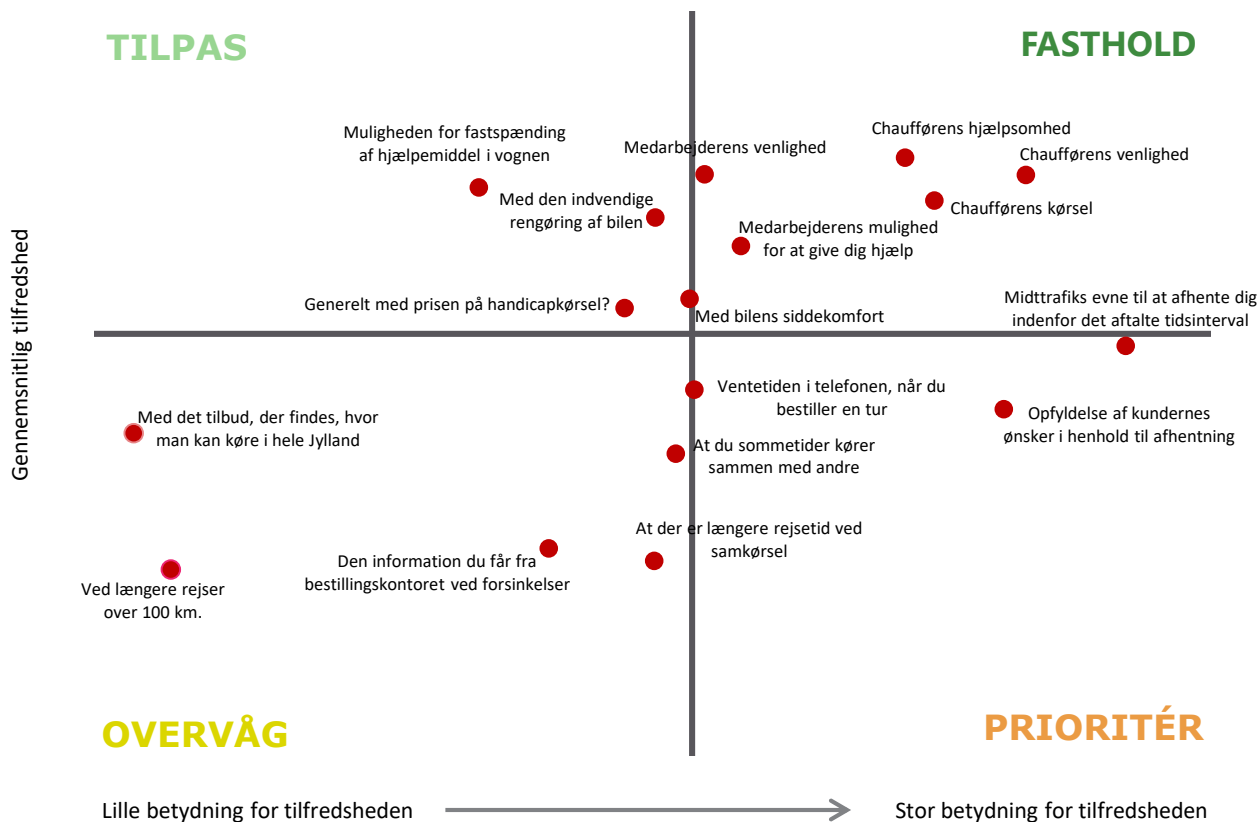 TILPAS
FASTHOLD
Muligheden for fastspænding
af hjælpemiddel i vognen
Medarbejderens venlighed
Chaufførens hjælpsomhed
Chaufførens venlighed
Med den indvendige
rengøring af bilen
Chaufførens kørsel
Medarbejderens mulighed
for at give dig hjælp
Generelt med prisen på handicapkørsel?
Med bilens siddekomfort
Midttrafiks evne til at afhente dig
indenfor det aftalte tidsinterval
Gennemsnitlig tilfredshed
Ventetiden i telefonen, når du
bestiller en tur
Med det tilbud, der findes, hvor
man kan køre i hele Jylland
Opfyldelse af kundernes
ønsker i henhold til afhentning
At du sommetider kører
sammen med andre
At der er længere rejsetid ved
samkørsel
Den information du får fra
bestillingskontoret ved forsinkelser
Ved længere rejser
over 100 km.
OVERVÅG
PRIORITÉR
Lille betydning for tilfredsheden
Stor betydning for tilfredsheden